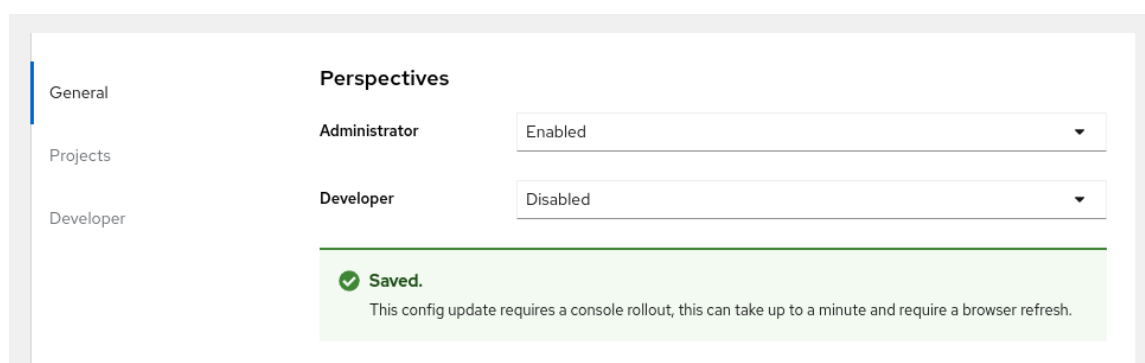 General
Projects
Developer
Perspectives
Administrator
Enabled
Developer
Disabled
Saved.
This config update requires a console rollout, this can take up to a minute and require a browser refresh.